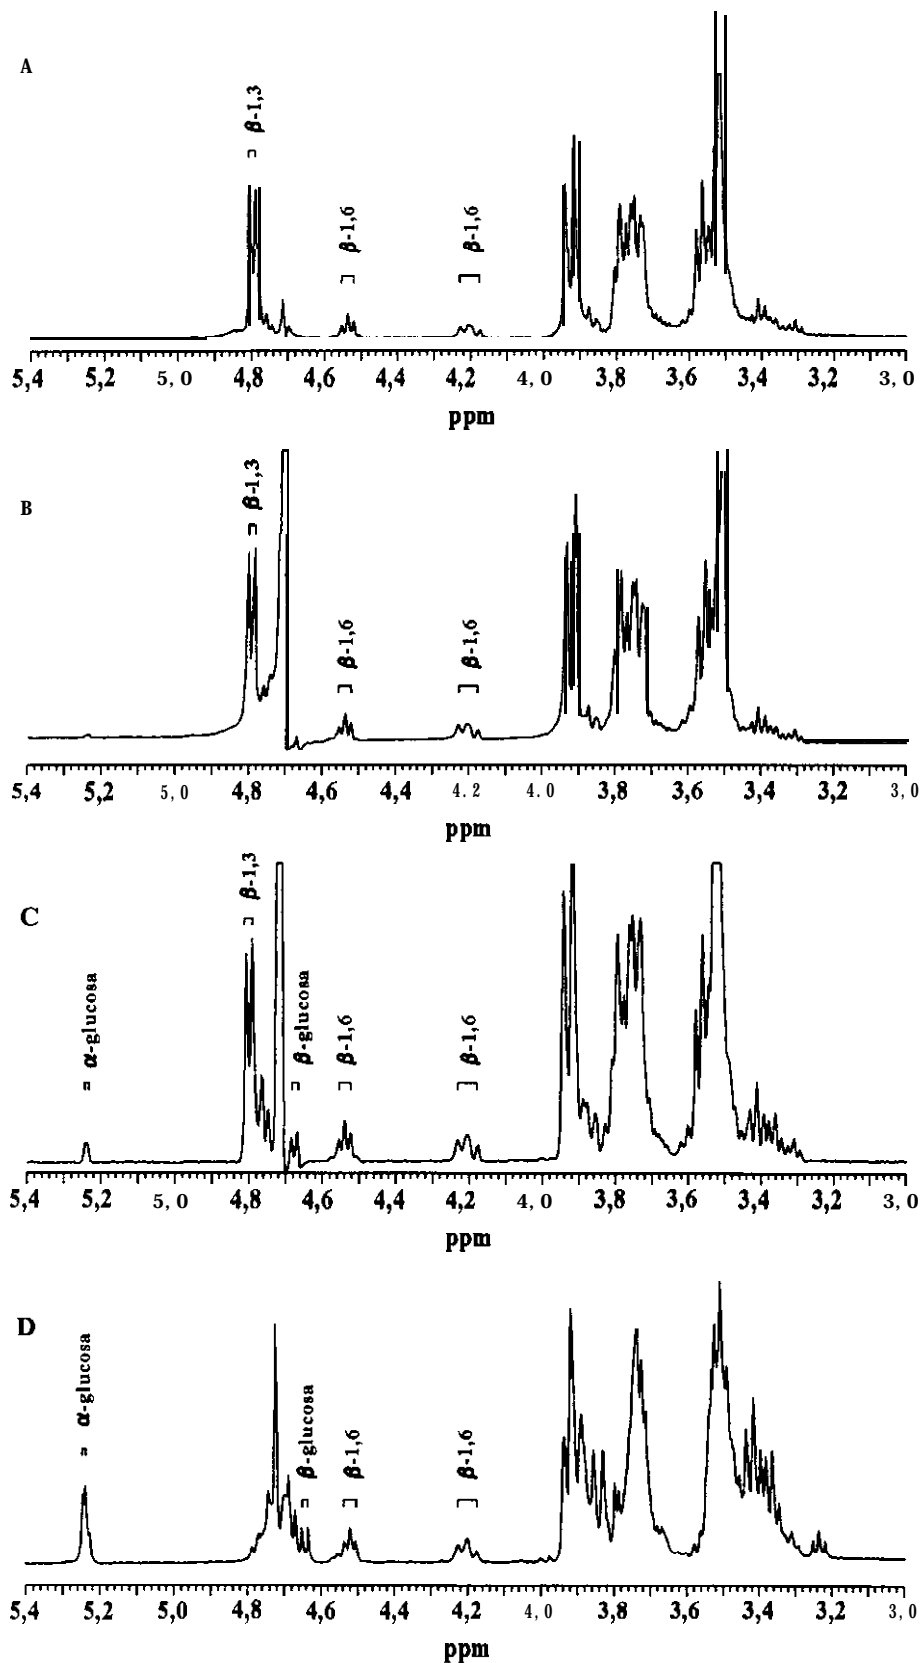 A
β-1,3
β-1,6
β-1,6
5,4 5,2 5,0 4,8 4,6 4,4 4,2 4,0 3,8 3,6 3,4 3,2 3,0
ppm
B
β-1,3
β-1,6
β-1,6
5,4 5,2 5,0 4,8 4,6 4,4 4.2 4.0 3,8 3,6 3,4 3,2 3,0
ppm
C
α-glucosa
β-1,3
β-glucosa
β-1,6
β-1,6
5,4 5,2 5,0 4,8 4,6 4,4 4,2 4,0 3,8 3,6 3,4 3,2 3,0
ppm
D
α-glucosa
β-glucosa
β-1,6
β-1,6
5,4 5,2 5,0 4,8 4,6 4,4 4,2 4,0 3,8 3,6 3,4 3,2 3,0
ppm